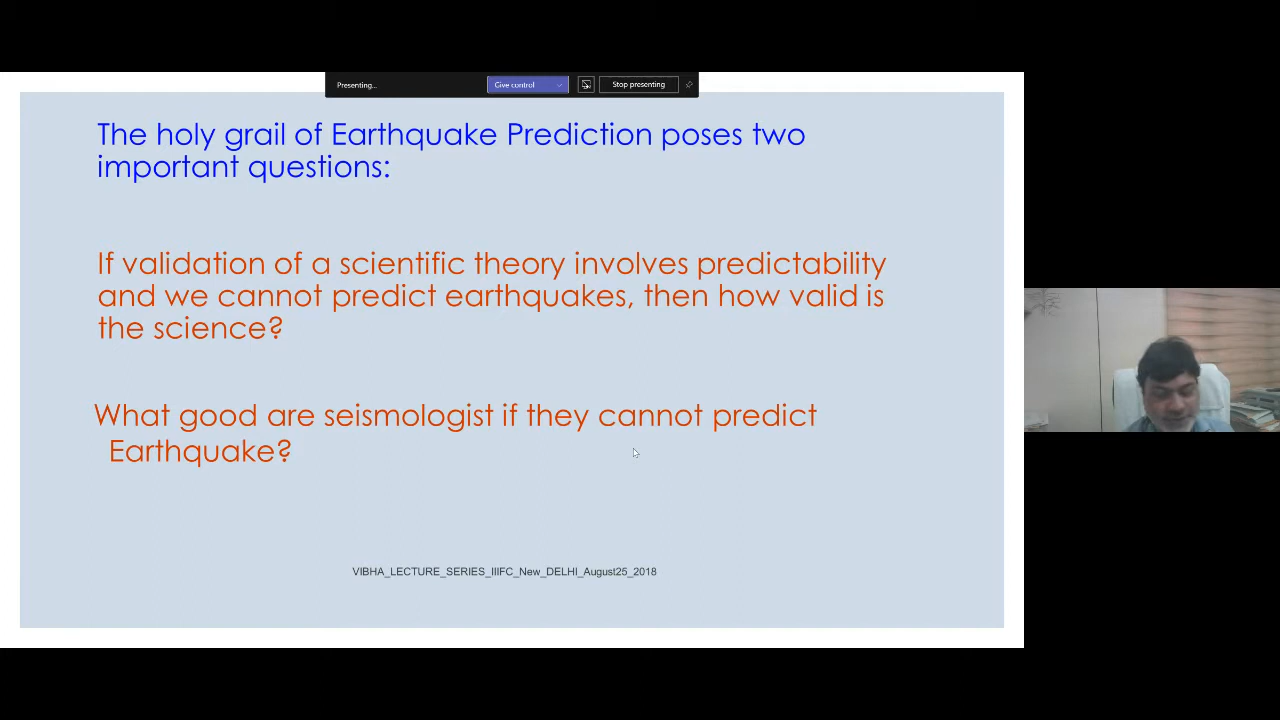 Presenting...
Give control
Stop presenting
The holy grail of Earthquake Prediction poses two
important questions:
If validation of a scientific theory involves predictability
and we cannot predict earthquakes, then how valid is
the science?
What good are seismologist if they cannot predict
Earthquake?
VIBHA_LECTURE_SERIES_IIIFC_New_DELHI_August25_2018